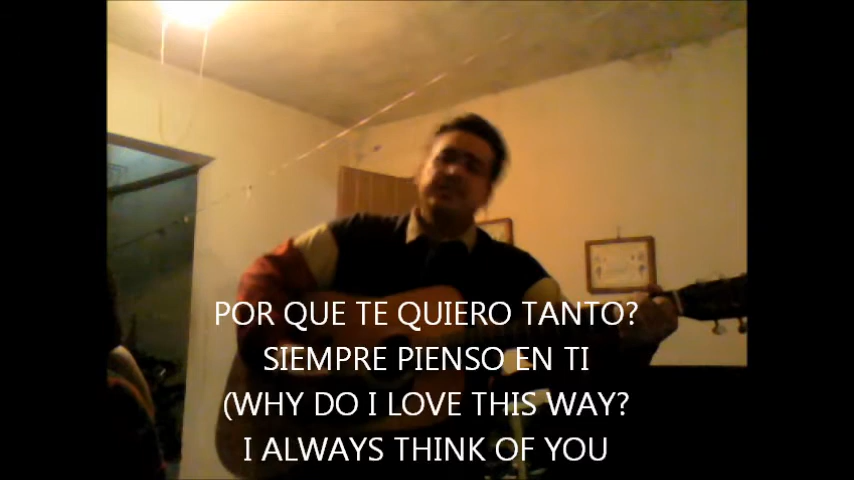 POR QUE TE QUIERO TANTO?
SIEMPRE PIENSO EN TI
(WHY DO I LOVE THIS WAY?
I ALWAYS THINK OF YOU